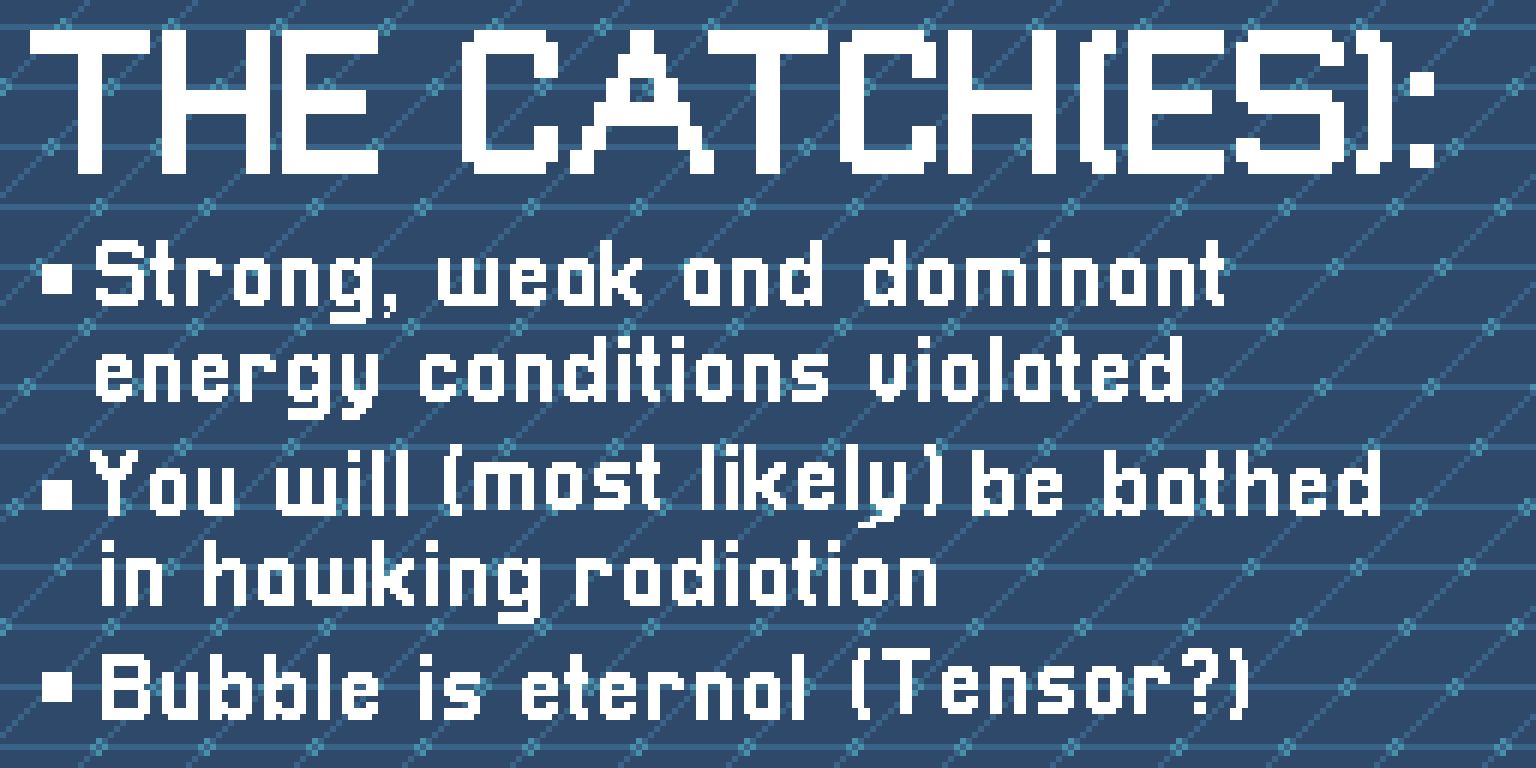 THE CATCH(ES):
▪ Strong, weak and dominant
energy conditions violated
▪ You will (most likely) be bathed
in hawking radiation
▪ Bubble is eternal (Tensor?)